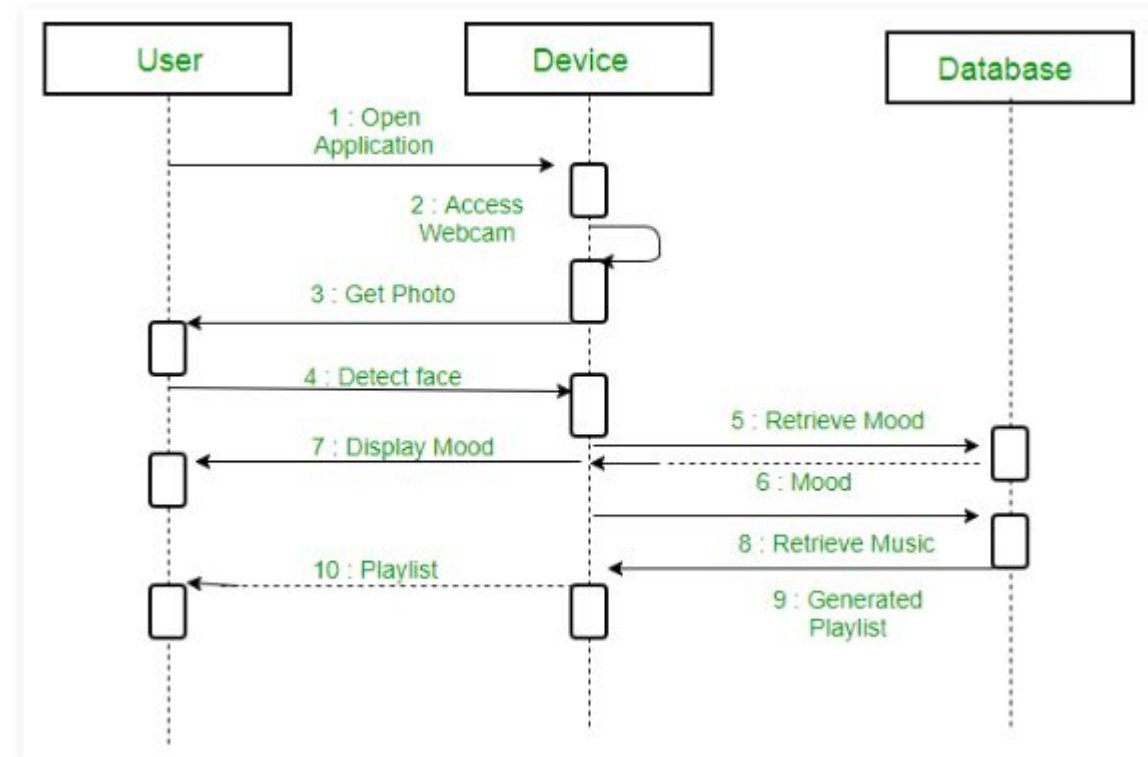 User
Device
Database
1 : Open
Application
2 : Access
Webcam
3 : Get Photo
4 : Detect face
5 : Retrieve Mood
7 : Display Mood
6 : Mood
8 : Retrieve Music
10 : Playlist
9 : Generated
Playlist